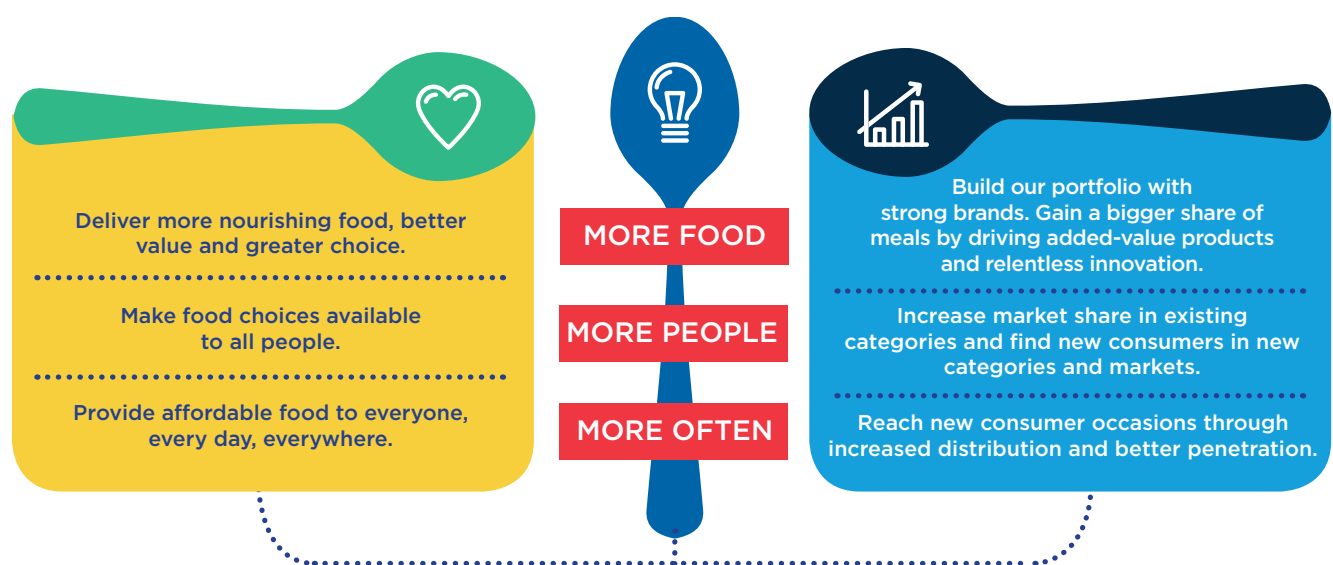 Deliver more nourishing food, better
value and greater choice.
Make food choices available
to all people.
Provide affordable food to everyone,
every day, everywhere.
MORE FOOD
MORE PEOPLE
MORE OFTEN
Build our portfolio with
strong brands. Gain a bigger share of
meals by driving added-value products
and relentless innovation.
Increase market share in existing
categories and find new consumers in new
categories and markets.
Reach new consumer occasions through
increased distribution and better penetration.